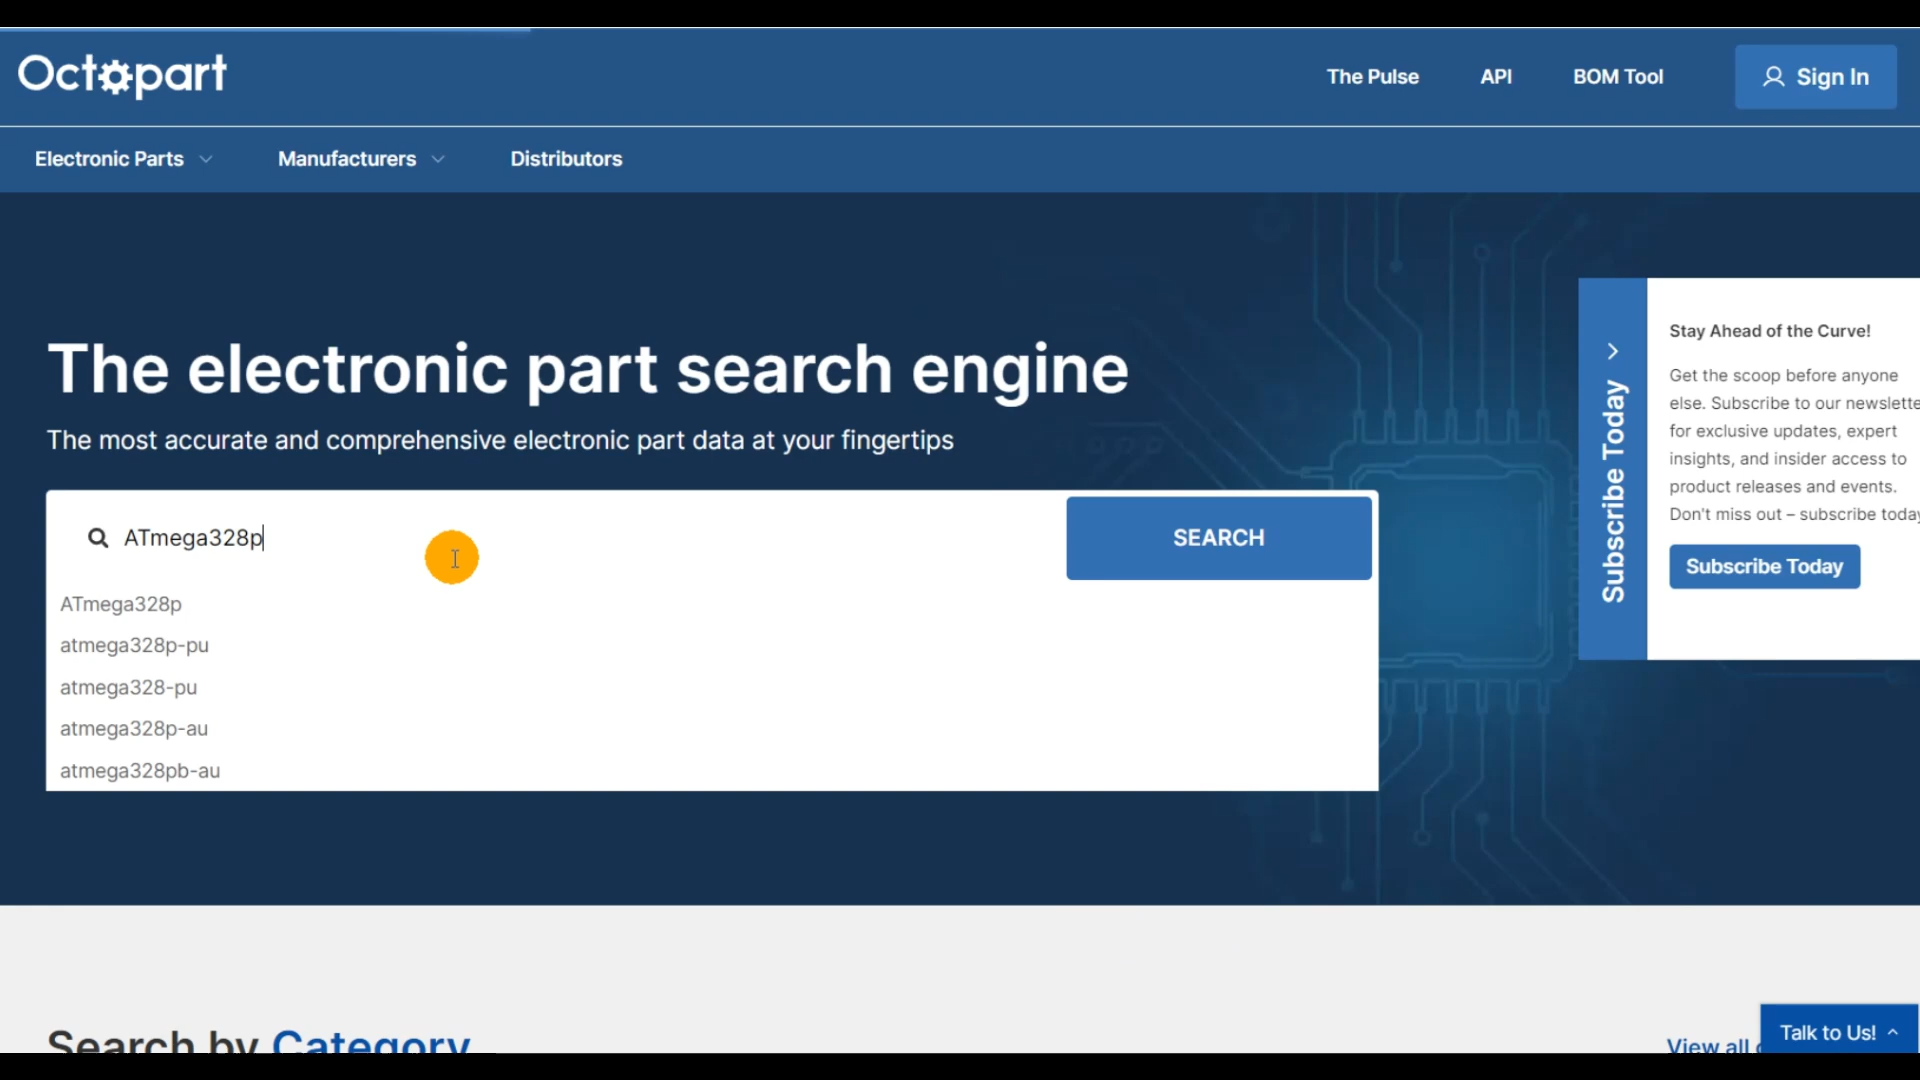 Octopart
The Pulse
API
BOM Tool
Sign In
Electronic Parts
Manufacturers
Distributors
The electronic part search engine
The most accurate and comprehensive electronic part data at your fingertips
ATmega328p
SEARCH
ATmega328p
atmega328p-pu
atmega328-pu
atmega328p-au
atmega328pb-au
Subscribe Today
Stay Ahead of the Curve!
Get the scoop before anyone
else. Subscribe to our newslette
for exclusive updates, expert
insights, and insider access to
product releases and events.
Don't miss out – subscribe today
Subscribe Today
Search by Category
View all
Talk to Us!